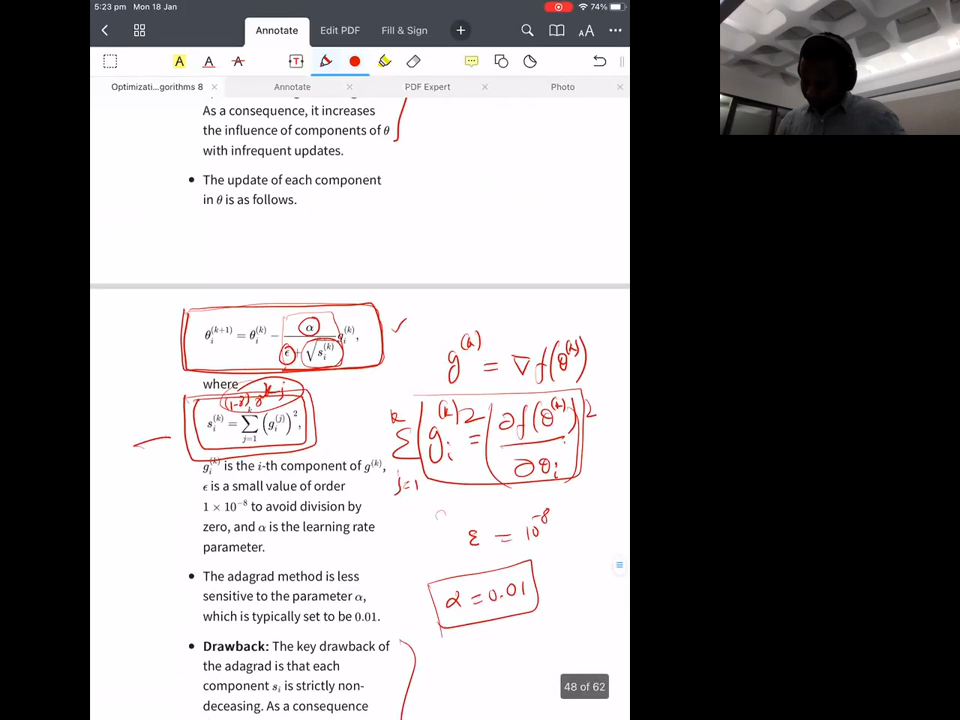 5:23 pm Mon 18 Jan
74%
Annotate
Edit PDF
Fill & Sign
Optimizati...gorithms 8
Annotate
PDF Expert
Photo
As a consequence, it increases
the influence of components of θ
with infrequent updates.
• The update of each component
in θ is as follows.
θ_i^{(k+1)} = θ_i^{(k)} − α / (ϵ + √s_i^{(k)}) g_i^{(k)},
where
s_i^{(k)} = ∑_{j=1}^{k} (g_i^{(j)})^2,
g_i^{(k)} is the i-th component of g^{(k)},
ϵ is a small value of order
1 × 10^{−8} to avoid division by
zero, and α is the learning rate
parameter.
• The adagrad method is less
sensitive to the parameter α,
which is typically set to be 0.01.
• Drawback: The key drawback of
the adagrad is that each
component s_i is strictly non-
deceasing. As a consequence
g^{(k)} = ∇f(θ^{(k)})
∑_{j=1}^{k} g_i^{(k)2} = (∂f(θ^{(k)}) / ∂θ_i)^2
ε = 10^{-8}
α = 0.01
48 of 62